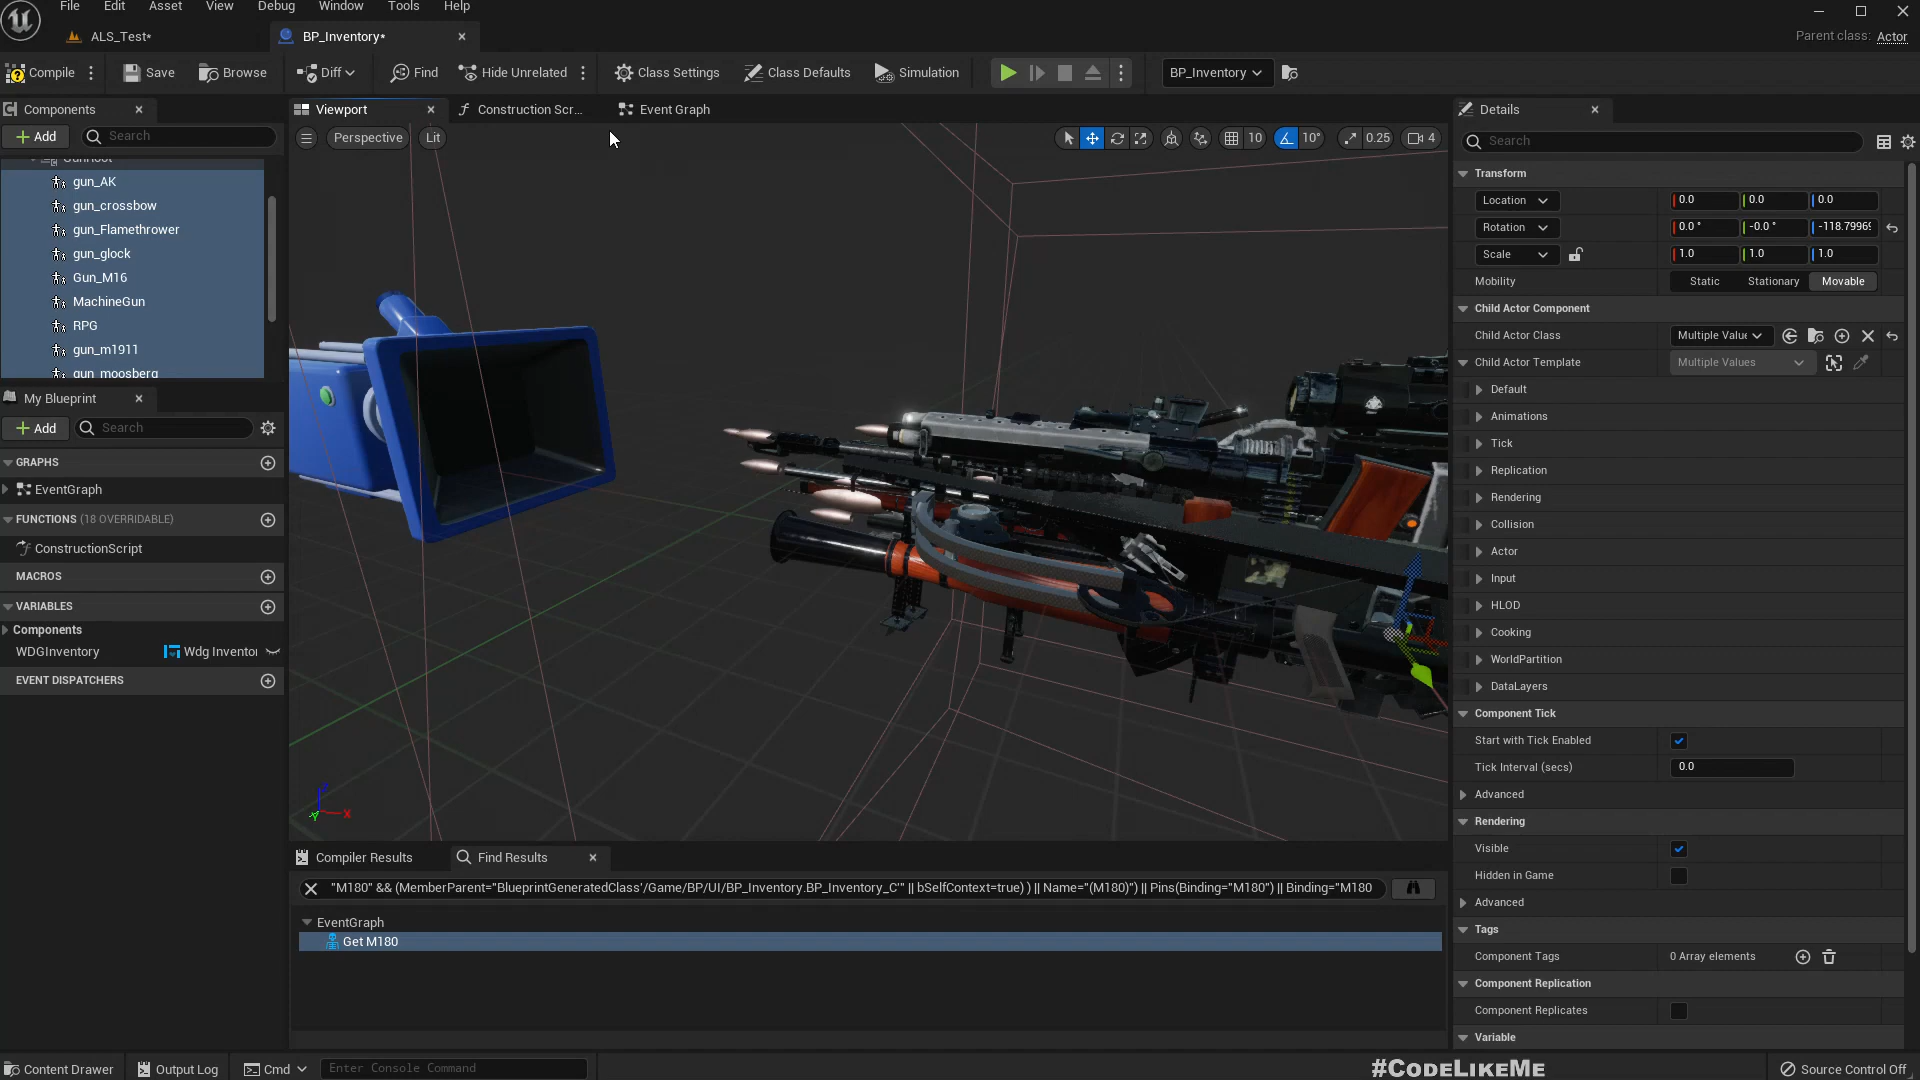 File Edit Asset View Debug Window Tools Help
ALS_Test*
BP_Inventory*
Parent class: Actor
Compile
Save
Browse
Diff
Find
Hide Unrelated
Class Settings
Class Defaults
Simulation
BP_Inventory
Components
Add
Search
gun_AK
gun_crossbow
gun_Flamethrower
gun_glock
Gun_M16
MachineGun
RPG
gun_m1911
gun_moosberg
My Blueprint
Add
Search
GRAPHS
EventGraph
FUNCTIONS (18 OVERRIDABLE)
ConstructionScript
MACROS
VARIABLES
Components
WDGInventory
Wdg Inventor
EVENT DISPATCHERS
Viewport
Construction Scr...
Event Graph
Perspective
Lit
10
10°
0.25
4
Compiler Results
Find Results
"M180" && (MemberParent="BlueprintGeneratedClass'/Game/BP/UI/BP_Inventory.BP_Inventory_C'" || bSelfContext=true) ) || Name="(M180)") || Pins(Binding="M180") || Binding="M180
EventGraph
Get M180
Details
Search
Transform
Location 0.0 0.0 0.0
Rotation 0.0 ° -0.0 ° -118.79969
Scale 1.0 1.0 1.0
Mobility Static Stationary Movable
Child Actor Component
Child Actor Class Multiple Value
Child Actor Template Multiple Values
Default
Animations
Tick
Replication
Rendering
Collision
Actor
Input
HLOD
Cooking
WorldPartition
DataLayers
Component Tick
Start with Tick Enabled
Tick Interval (secs) 0.0
Advanced
Rendering
Visible
Hidden in Game
Advanced
Tags
Component Tags 0 Array elements
Component Replication
Component Replicates
Variable
Content Drawer
Output Log
Cmd
Enter Console Command
#CODELIKEME
Source Control Off